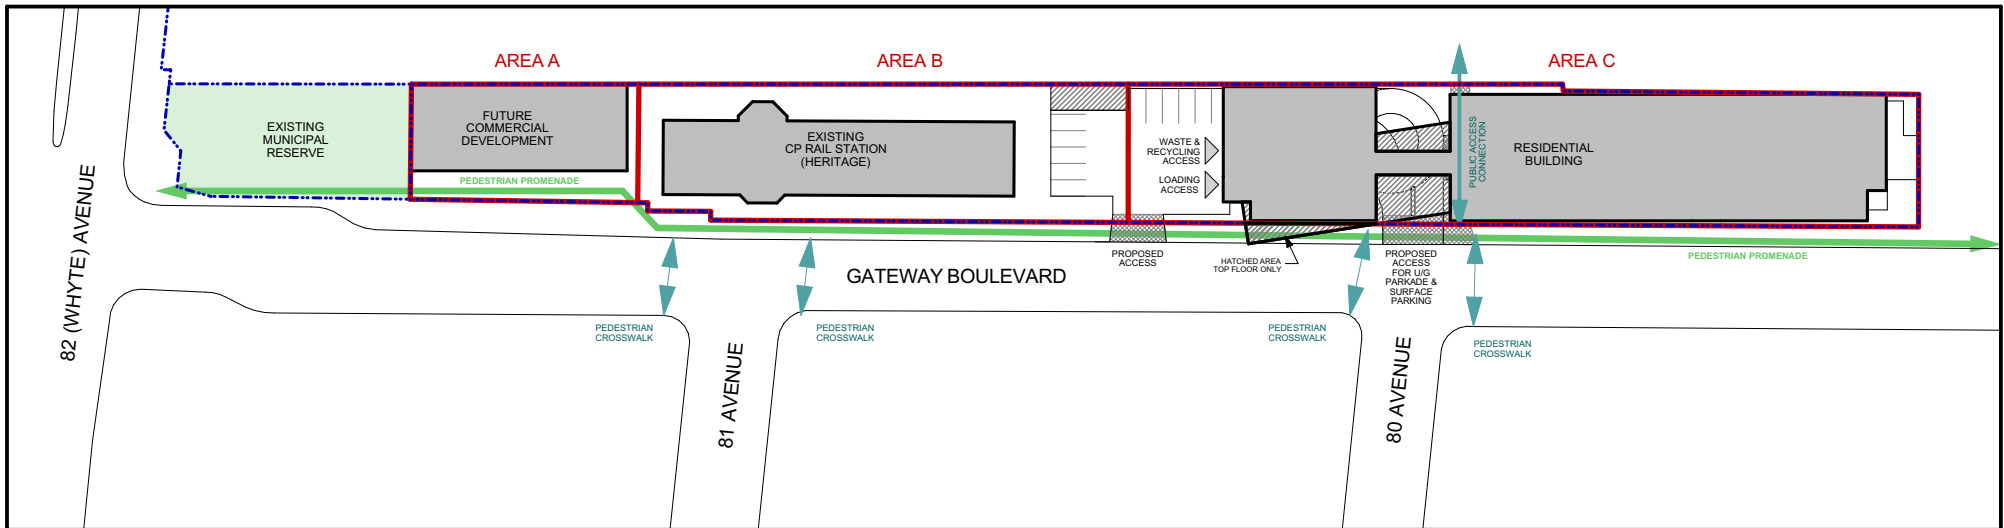 AREA A
AREA B
AREA C
EXISTING
MUNICIPAL
RESERVE
FUTURE
COMMERCIAL
DEVELOPMENT
EXISTING
CP RAIL STATION
(HERITAGE)
WASTE &
RECYCLING
ACCESS
LOADING
ACCESS
PUBLIC ACCESS
CONNECTION
RESIDENTIAL
BUILDING
PEDESTRIAN PROMENADE
PROPOSED
ACCESS
HATCHED AREA
TOP FLOOR ONLY
PROPOSED
ACCESS
FOR U/G
PARKADE &
SURFACE
PARKING
PEDESTRIAN PROMENADE
GATEWAY BOULEVARD
82 (WHYTE) AVENUE
PEDESTRIAN
CROSSWALK
PEDESTRIAN
CROSSWALK
PEDESTRIAN
CROSSWALK
PEDESTRIAN
CROSSWALK
81 AVENUE
80 AVENUE